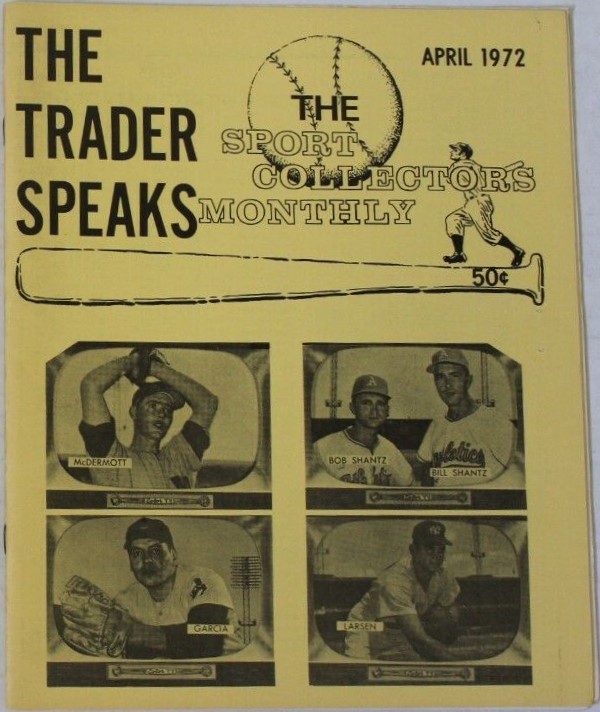 THE
TRADER
SPEAKS
APRIL 1972
THE
SPORT
COLLECTORS
MONTHLY
50¢
McDERMOTT
BOB SHANTZ
BILL SHANTZ
GARCIA
LARSEN